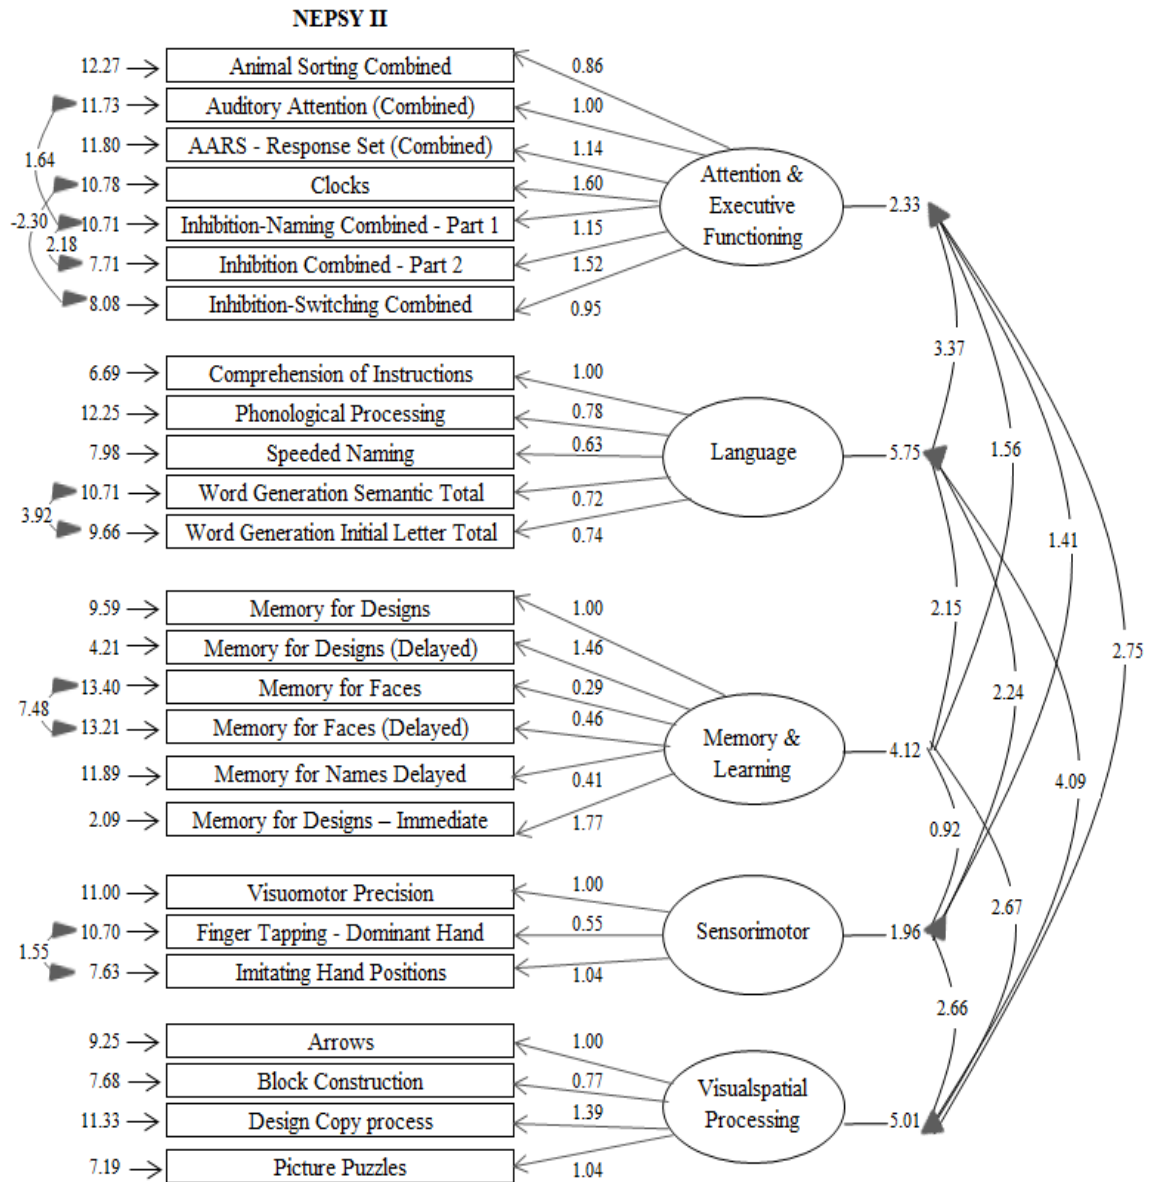 NEPSY II
12.27 Animal Sorting Combined 0.86
11.73 Auditory Attention (Combined) 1.00
11.80 AARS - Response Set (Combined) 1.14
1.64
10.78 Clocks 1.60
-2.30
10.71 Inhibition-Naming Combined - Part 1 1.15
2.18
7.71 Inhibition Combined - Part 2 1.52
8.08 Inhibition-Switching Combined 0.95
Attention &
Executive
Functioning
2.33
3.37
6.69 Comprehension of Instructions 1.00
12.25 Phonological Processing 0.78
7.98 Speeded Naming 0.63
10.71 Word Generation Semantic Total 0.72
3.92
9.66 Word Generation Initial Letter Total 0.74
Language
5.75
1.56
1.41
2.15
2.75
2.24
9.59 Memory for Designs 1.00
4.21 Memory for Designs (Delayed) 1.46
13.40 Memory for Faces 0.29
7.48
13.21 Memory for Faces (Delayed) 0.46
11.89 Memory for Names Delayed 0.41
2.09 Memory for Designs – Immediate 1.77
Memory &
Learning
4.12
4.09
0.92
2.67
11.00 Visuomotor Precision 1.00
10.70 Finger Tapping - Dominant Hand 0.55
1.55
7.63 Imitating Hand Positions 1.04
Sensorimotor
1.96
2.66
9.25 Arrows 1.00
7.68 Block Construction 0.77
11.33 Design Copy process 1.39
7.19 Picture Puzzles 1.04
Visualspatial
Processing
5.01